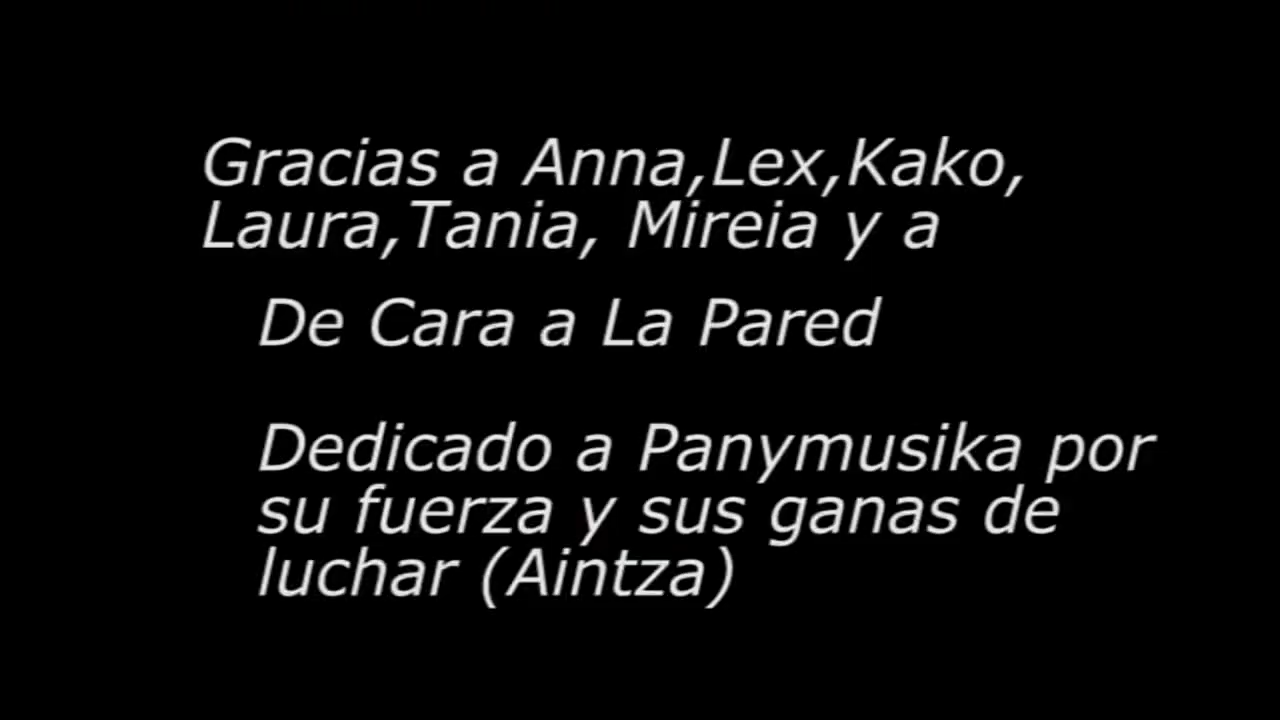 Gracias a Anna,Lex,Kako,
Laura,Tania, Mireia y a
De Cara a La Pared
Dedicado a Panymusika por
su fuerza y sus ganas de
luchar (Aintza)